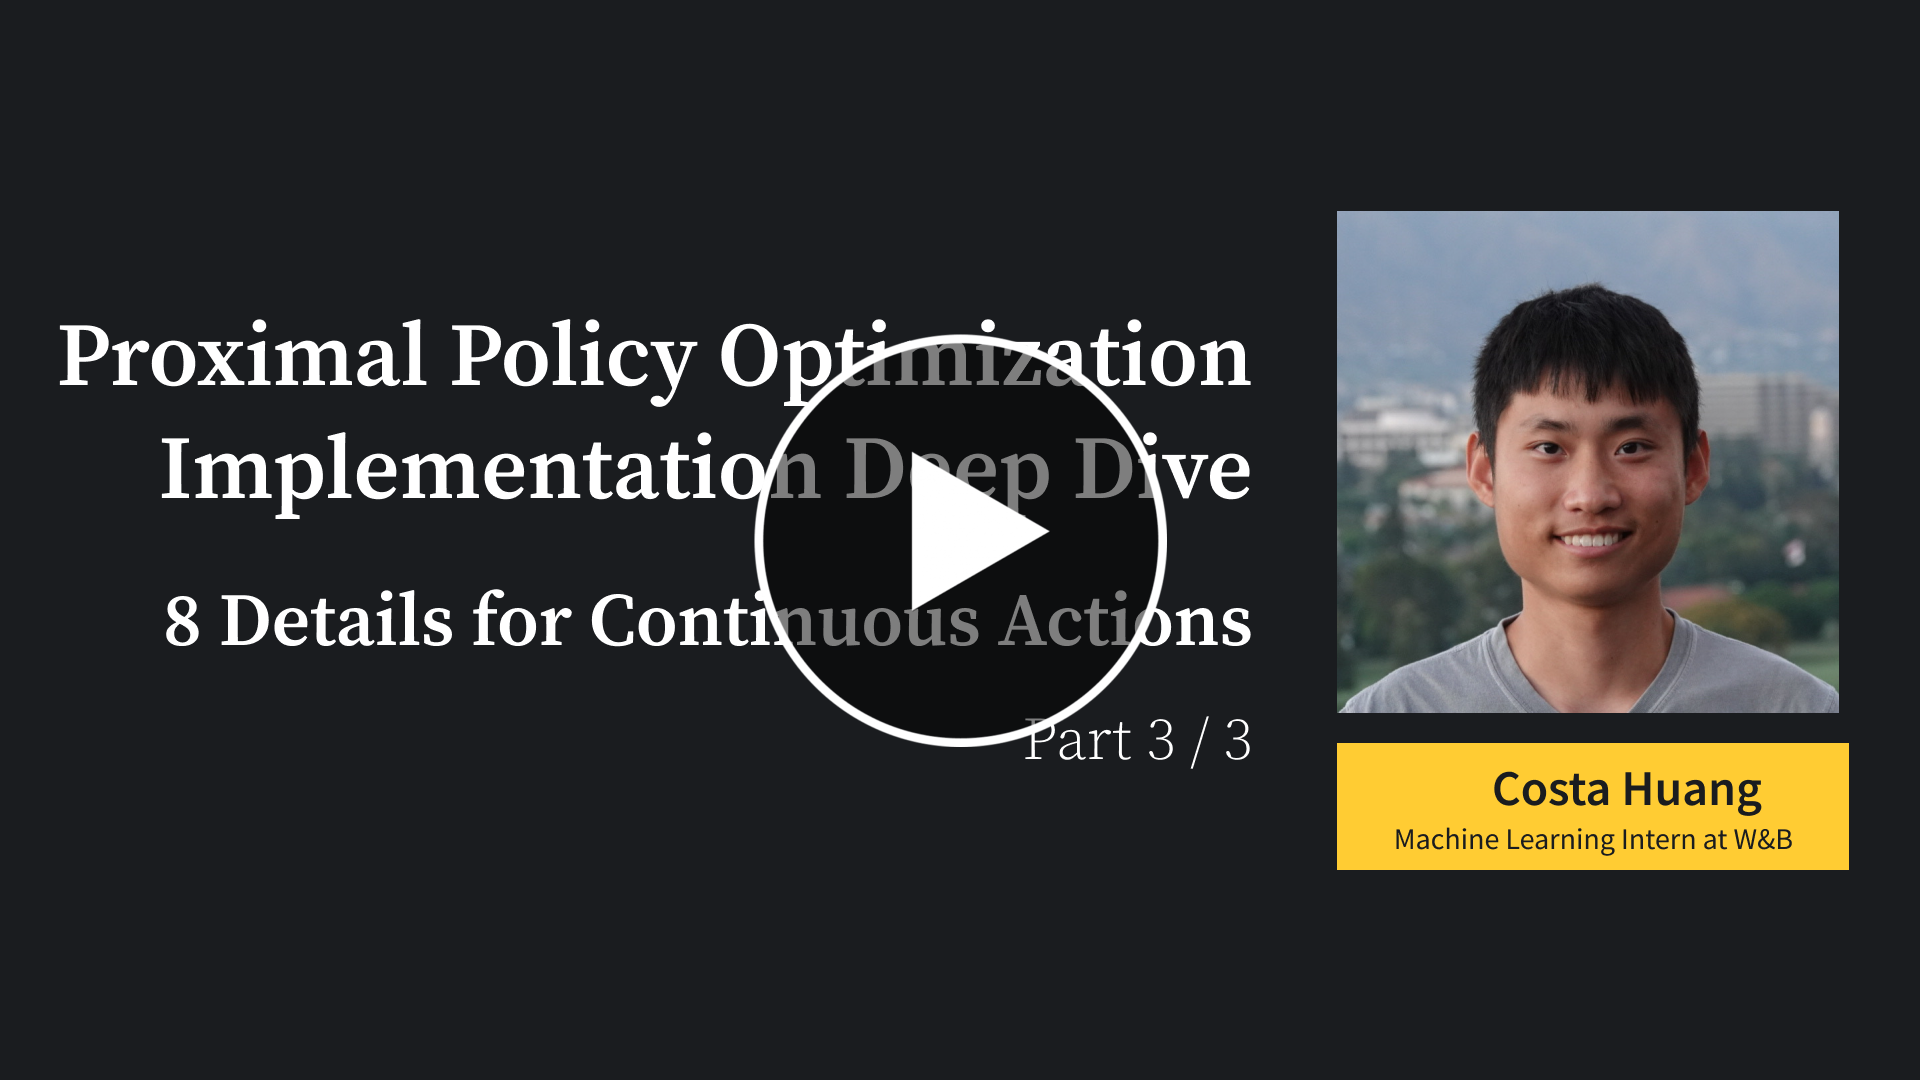 Proximal Policy Optimization
Implementation Deep Dive
8 Details for Continuous Actions
Part 3 / 3
Costa Huang
Machine Learning Intern at W&B